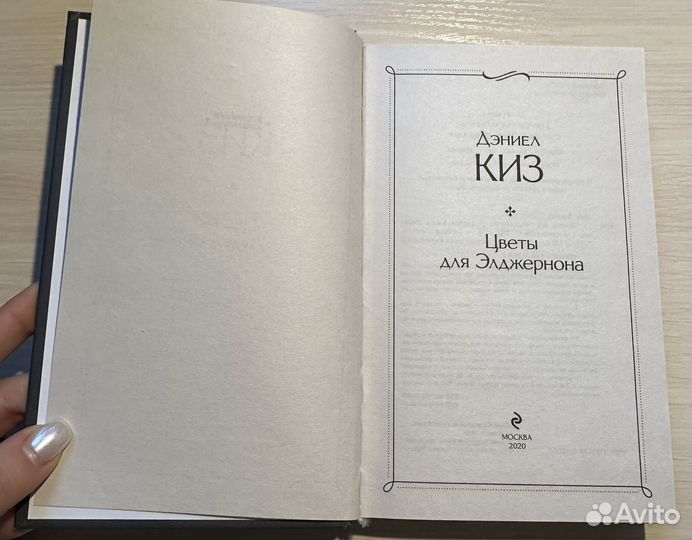 Дэниел
КИЗ
Цветы
для Элджернона
МОСКВА
2020
Avito